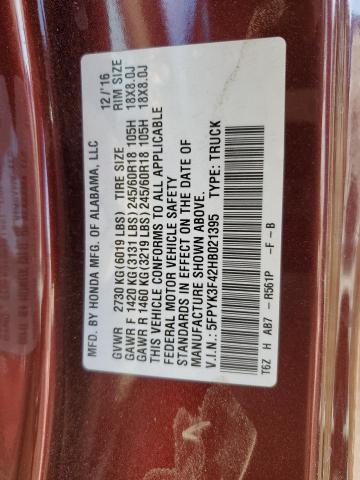 MFD. BY HONDA MFG. OF ALABAMA, LLC 12/'16
GVWR 2730 KG(6019 LBS) TIRE SIZE RIM SIZE
GAWR F 1420 KG(3131 LBS) 245/60R18 105H 18X8.0J
GAWR R 1460 KG(3219 LBS) 245/60R18 105H 18X8.0J
THIS VEHICLE CONFORMS TO ALL APPLICABLE
FEDERAL MOTOR VEHICLE SAFETY
STANDARDS IN EFFECT ON THE DATE OF
MANUFACTURE SHOWN ABOVE.
V.I.N.: 5FPYK3F42HB021395 TYPE: TRUCK
T6Z H AB7 - R561P -F - B